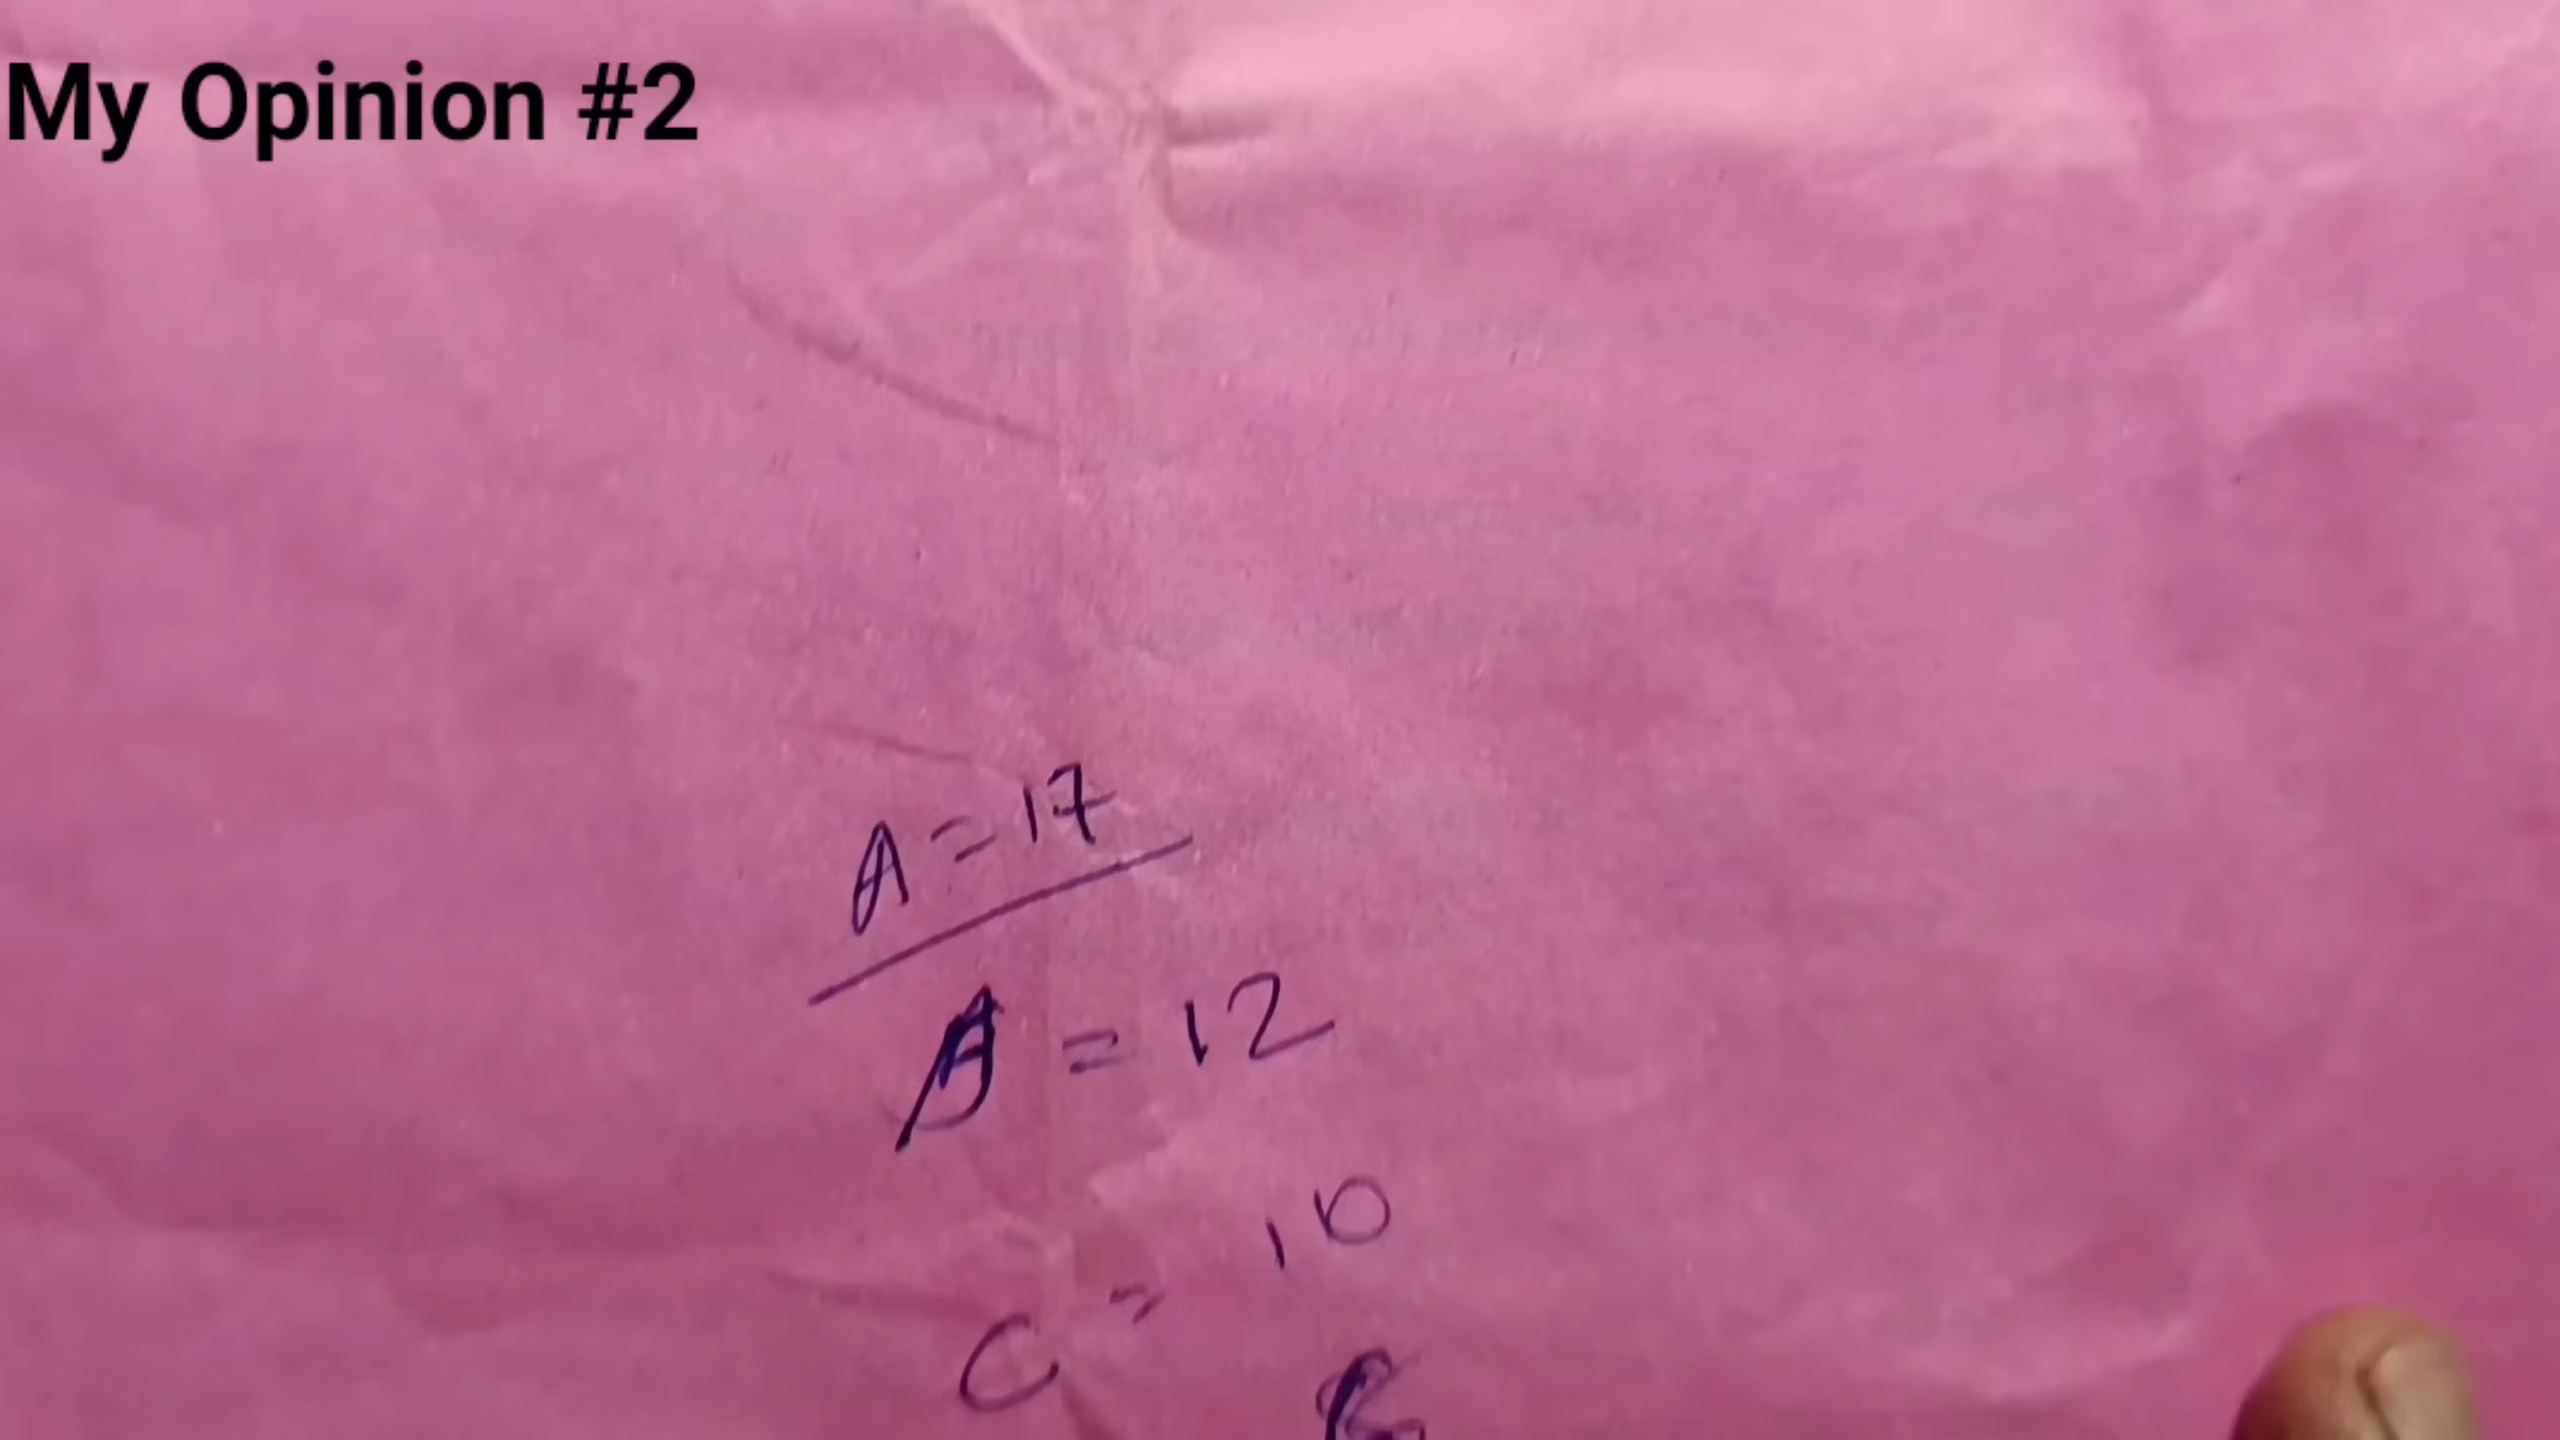 My Opinion #2
A = 17
A = 12
C = 10